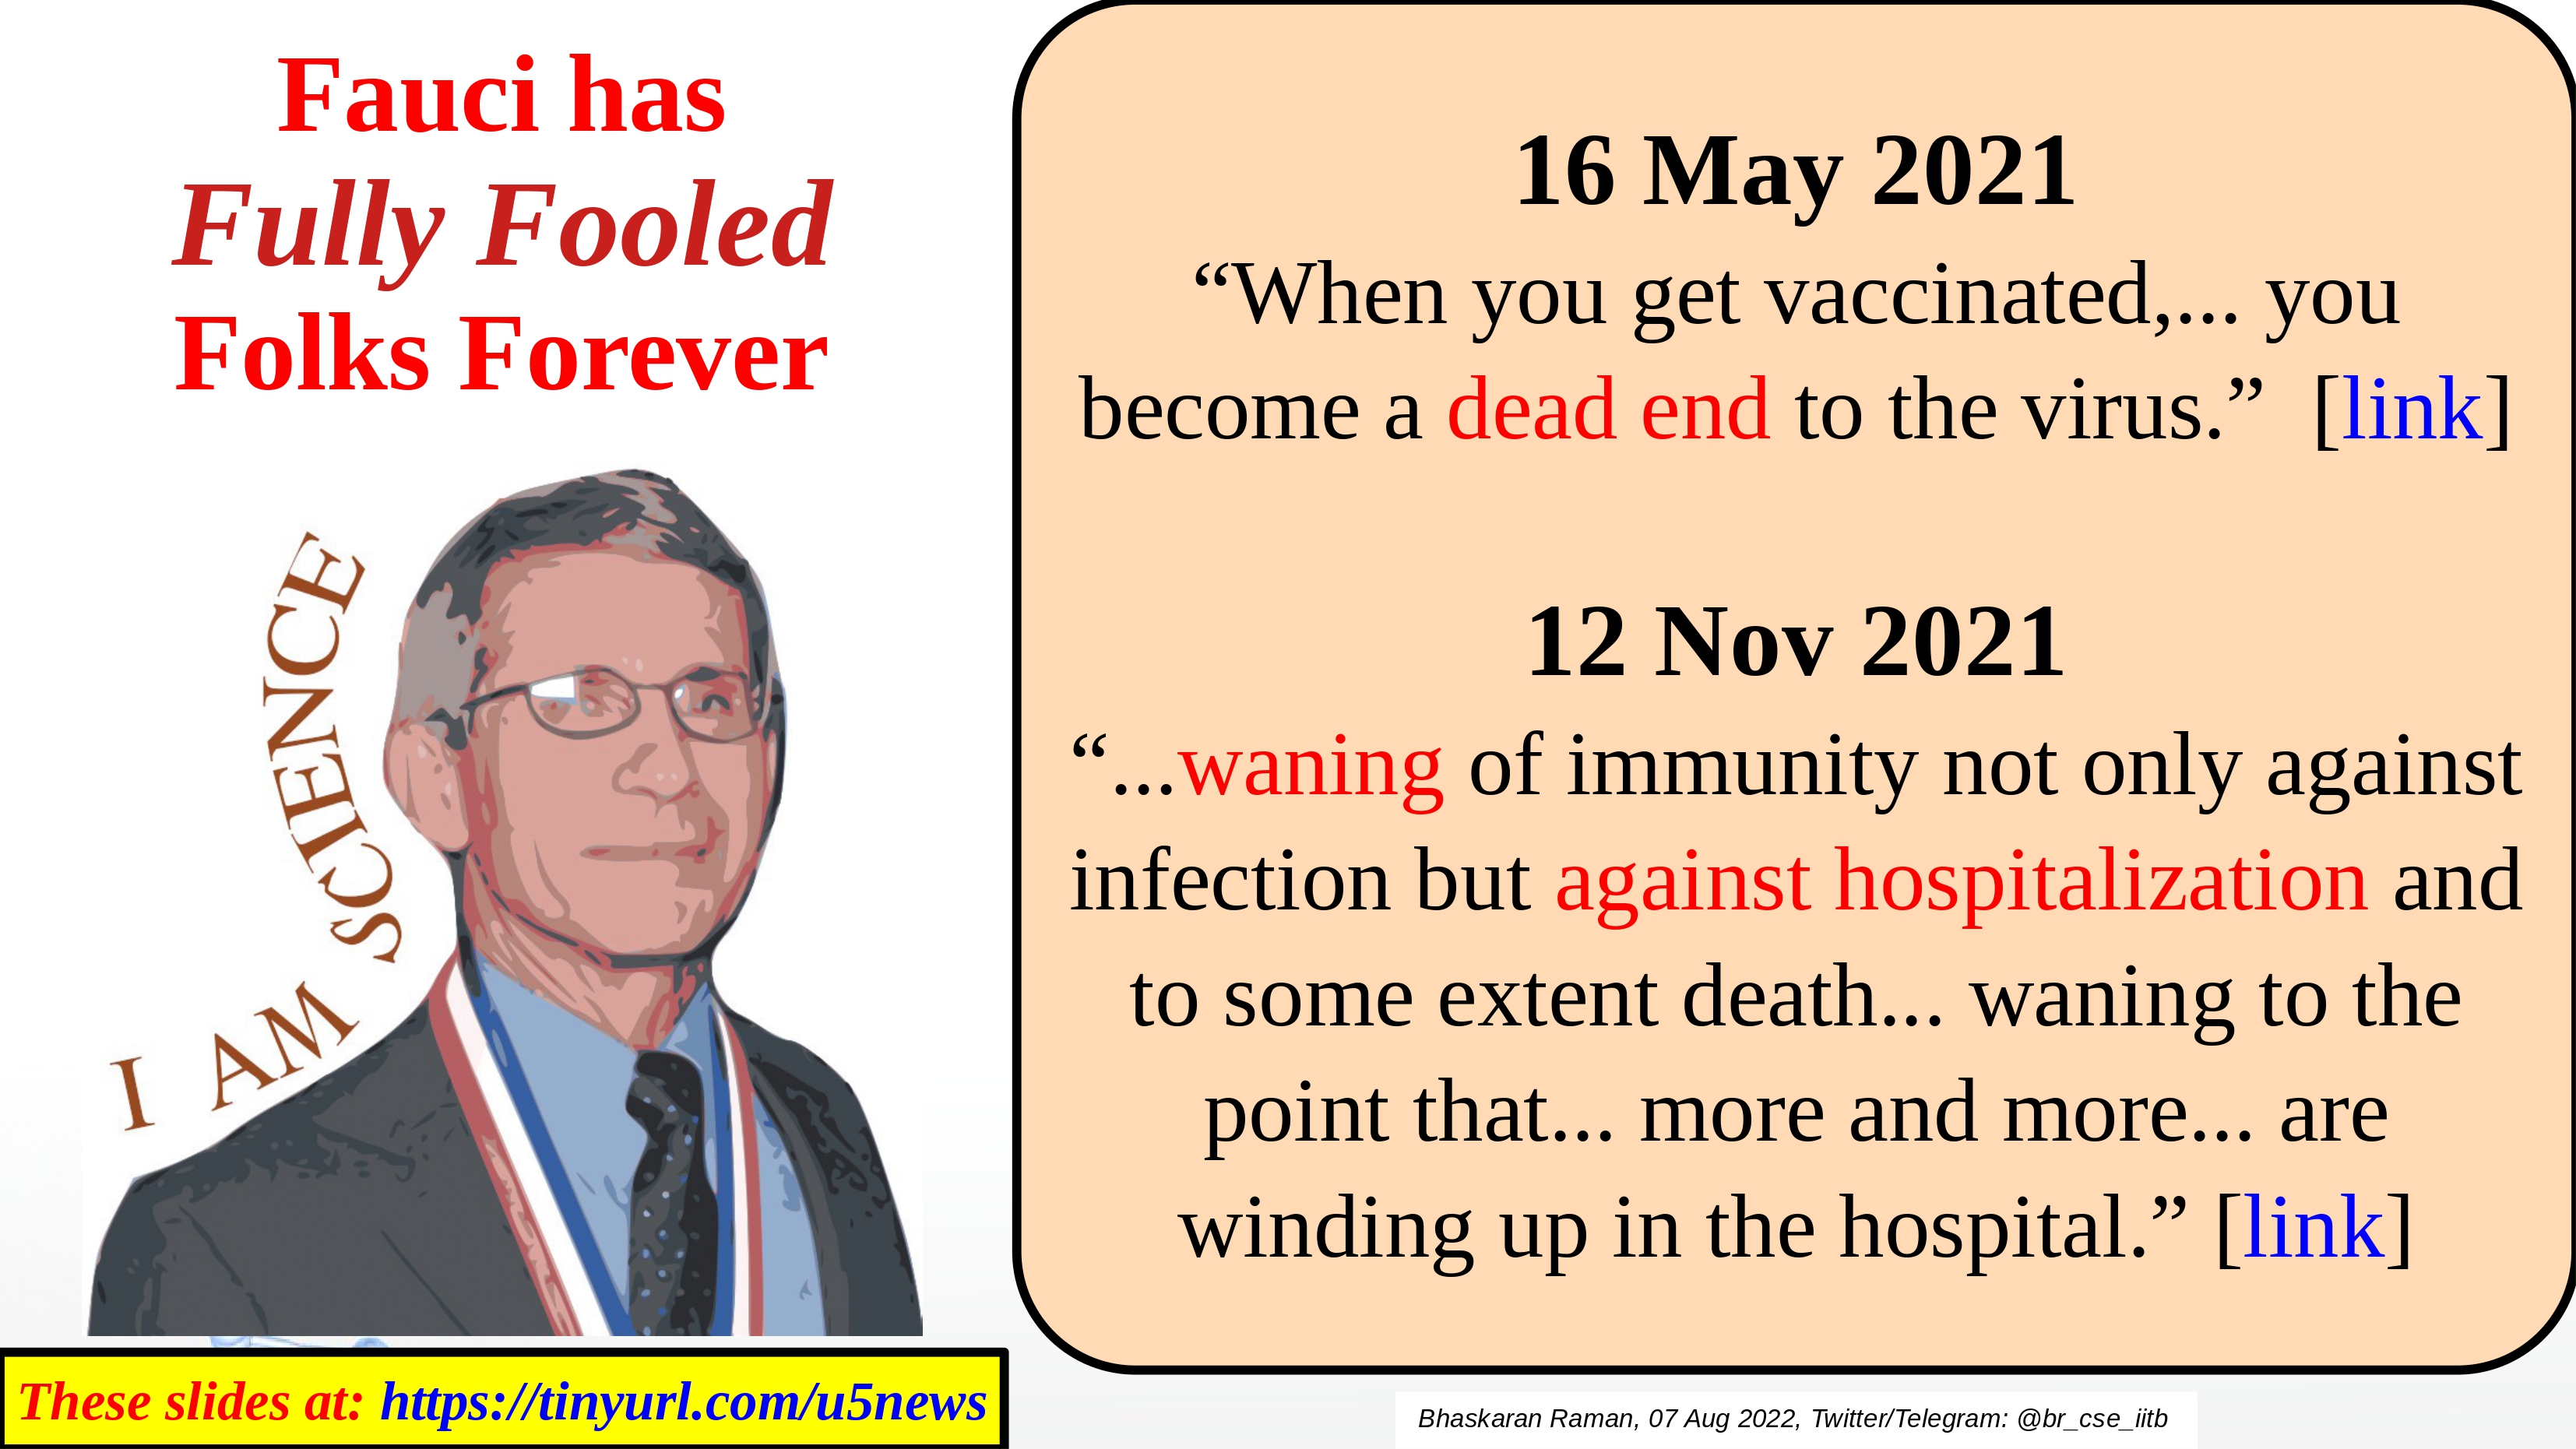 Fauci has
Fully Fooled
Folks Forever
I AM SCIENCE
These slides at: https://tinyurl.com/u5news
16 May 2021
“When you get vaccinated,... you
become a dead end to the virus.” [link]
12 Nov 2021
“...waning of immunity not only against
infection but against hospitalization and
to some extent death... waning to the
point that... more and more... are
winding up in the hospital.” [link]
Bhaskaran Raman, 07 Aug 2022, Twitter/Telegram: @br_cse_iitb